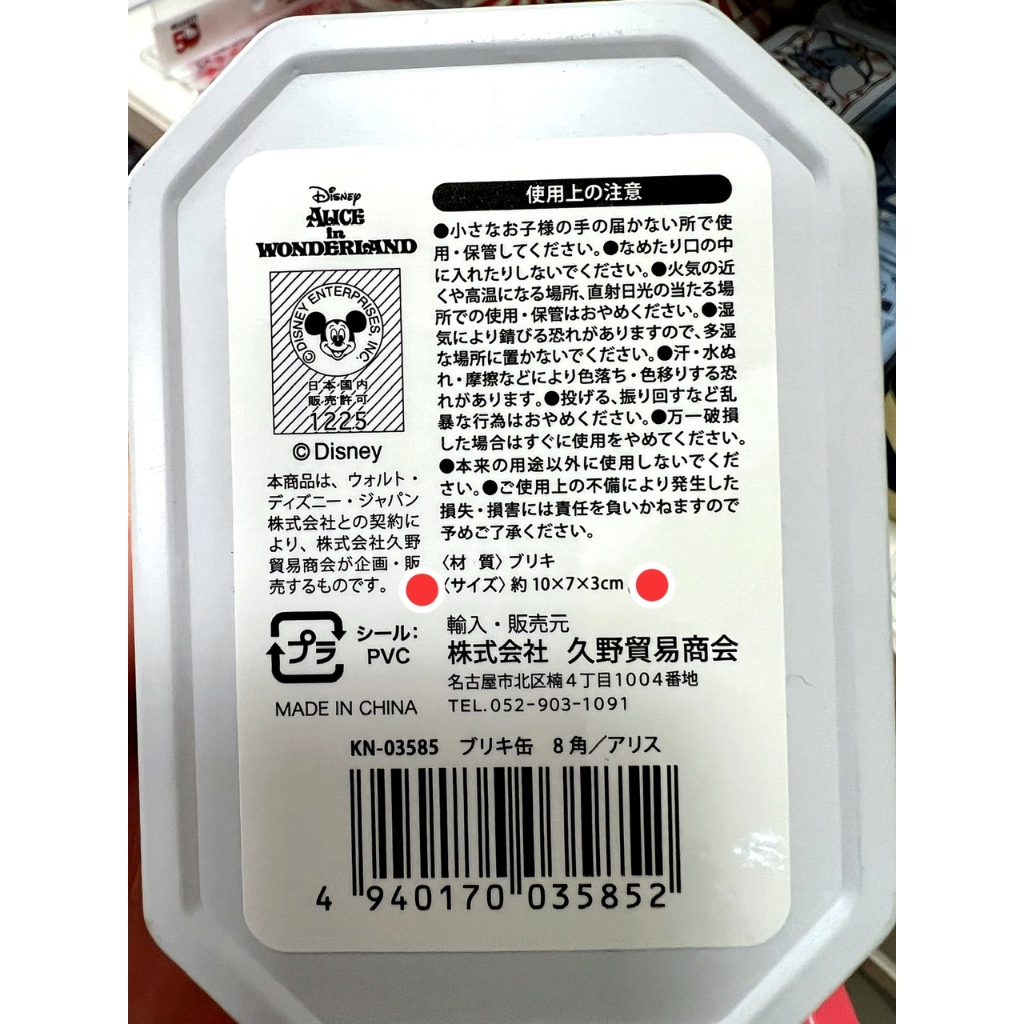 Disney
ALICE
in
WONDERLAND
©DISNEY ENTERPRISES, INC.
日本国内
販売許可
1225
©Disney
本商品は、ウォルト・
ディズニー・ジャパン
株式会社との契約に
より、株式会社久野
貿易商会が企画・販
売するものです。
使用上の注意
●小さなお子様の手の届かない所で使
用・保管してください。●なめたり口の中
に入れたりしないでください。●火気の近
くや高温になる場所、直射日光の当たる場
所での使用・保管はおやめください。●湿
気により錆びる恐れがありますので、多湿
な場所に置かないでください。●汗・水ぬ
れ・摩擦などにより色落ち・色移りする恐
れがあります。●投げる、振り回すなど乱
暴な行為はおやめください。●万一破損
した場合はすぐに使用をやめてください。
●本来の用途以外に使用しないでくだ
さい。●ご使用上の不備により発生した
損失・損害には責任を負いかねますので
予めご了承ください。
〈材 質〉ブリキ
〈サイズ〉約10×7×3cm
プラ
シール:
PVC
MADE IN CHINA
輸入・販売元
株式会社 久野貿易商会
名古屋市北区楠4丁目1004番地
TEL.052-903-1091
KN-03585 ブリキ缶 8角/アリス
4 940170 035852